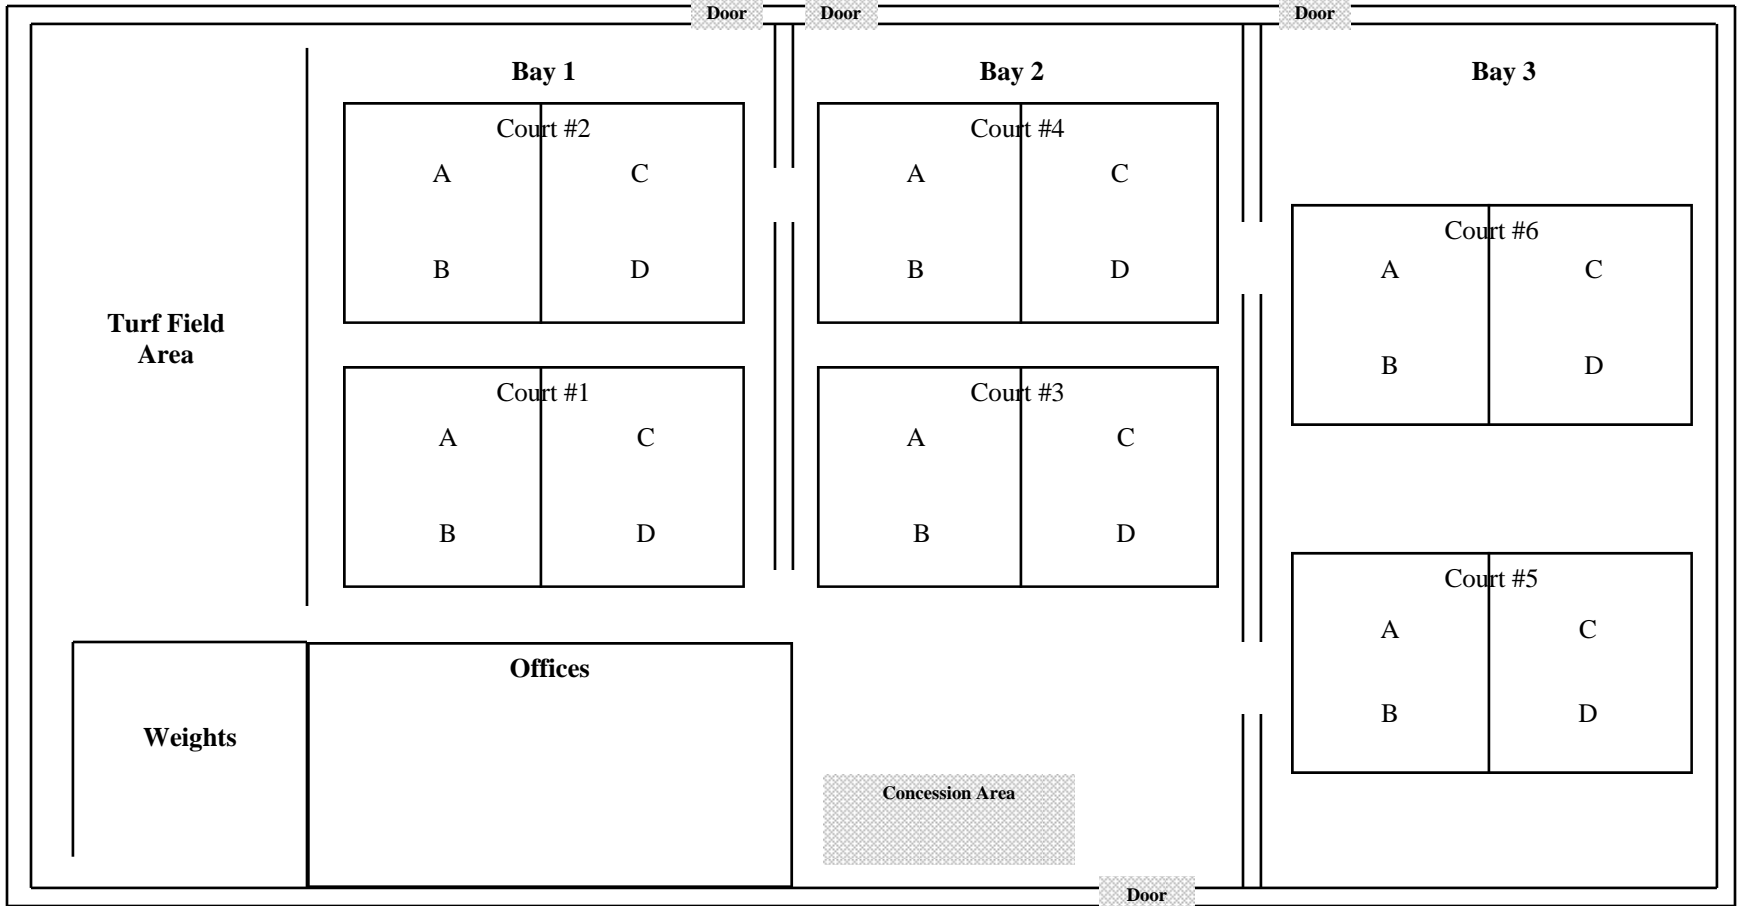 Door
Door
Door
Bay 1
Bay 2
Bay 3
Court #2
A
C
B
D
Court #4
A
C
B
D
Court #6
A
C
B
D
Turf Field
Area
Court #1
A
C
B
D
Court #3
A
C
B
D
Court #5
A
C
B
D
Offices
Weights
Concession Area
Door